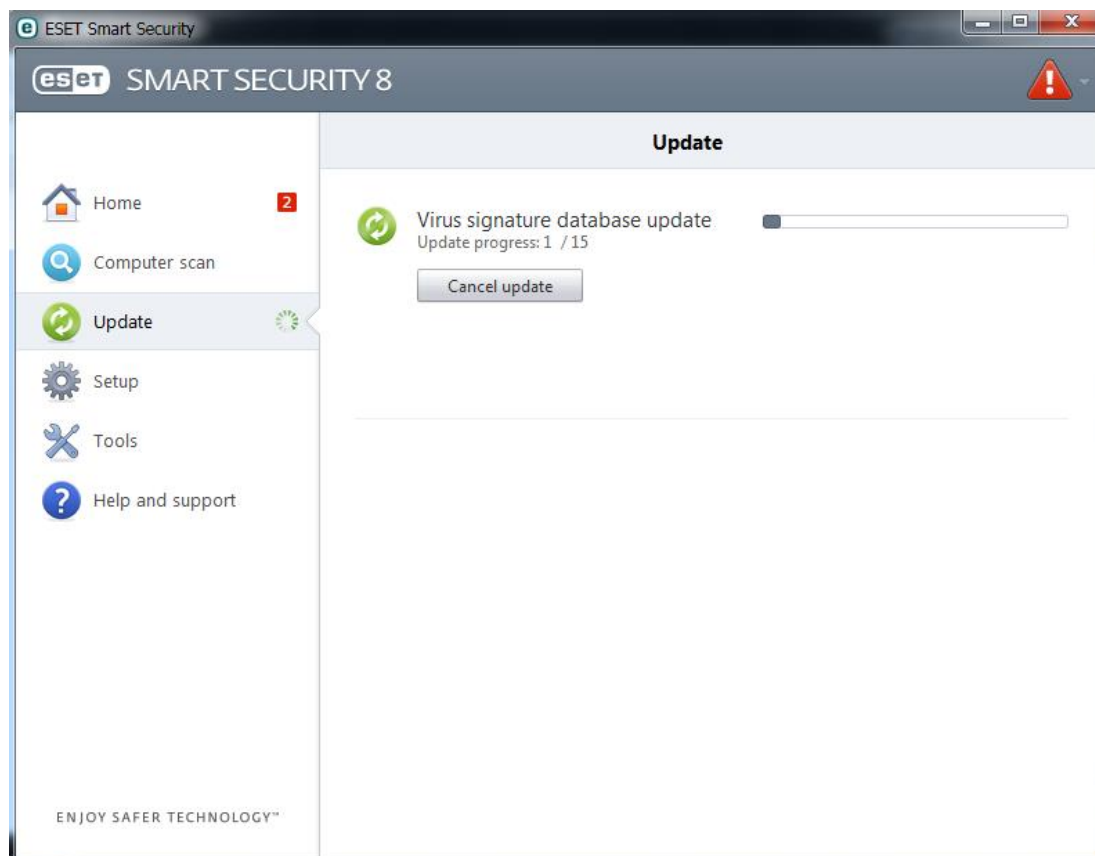 e ESET Smart Security
eseT SMART SECURITY 8
Update
Home 2
Computer scan
Update
Setup
Tools
Help and support
Virus signature database update
Update progress: 1 / 15
Cancel update
ENJOY SAFER TECHNOLOGY™